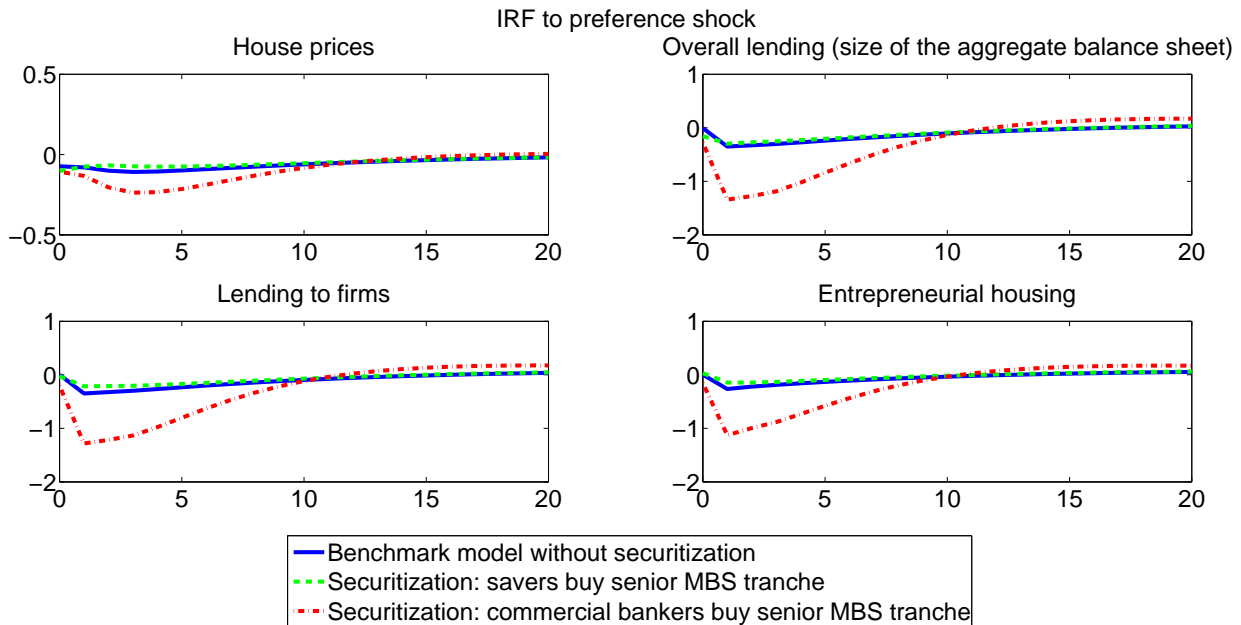 IRF to preference shock
House prices
Overall lending (size of the aggregate balance sheet)
0.5
0
−0.5
0 5 10 15 20
1
0
−1
−2
0 5 10 15 20
Lending to firms
Entrepreneurial housing
1
0
−1
−2
0 5 10 15 20
1
0
−1
−2
0 5 10 15 20
Benchmark model without securitization
Securitization: savers buy senior MBS tranche
Securitization: commercial bankers buy senior MBS tranche